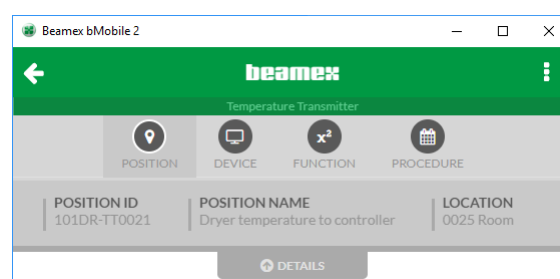 Beamex bMobile 2
beamex
Temperature Transmitter
x²
POSITION DEVICE FUNCTION PROCEDURE
POSITION ID POSITION NAME LOCATION
101DR-TT0021 Dryer temperature to controller 0025 Room
DETAILS